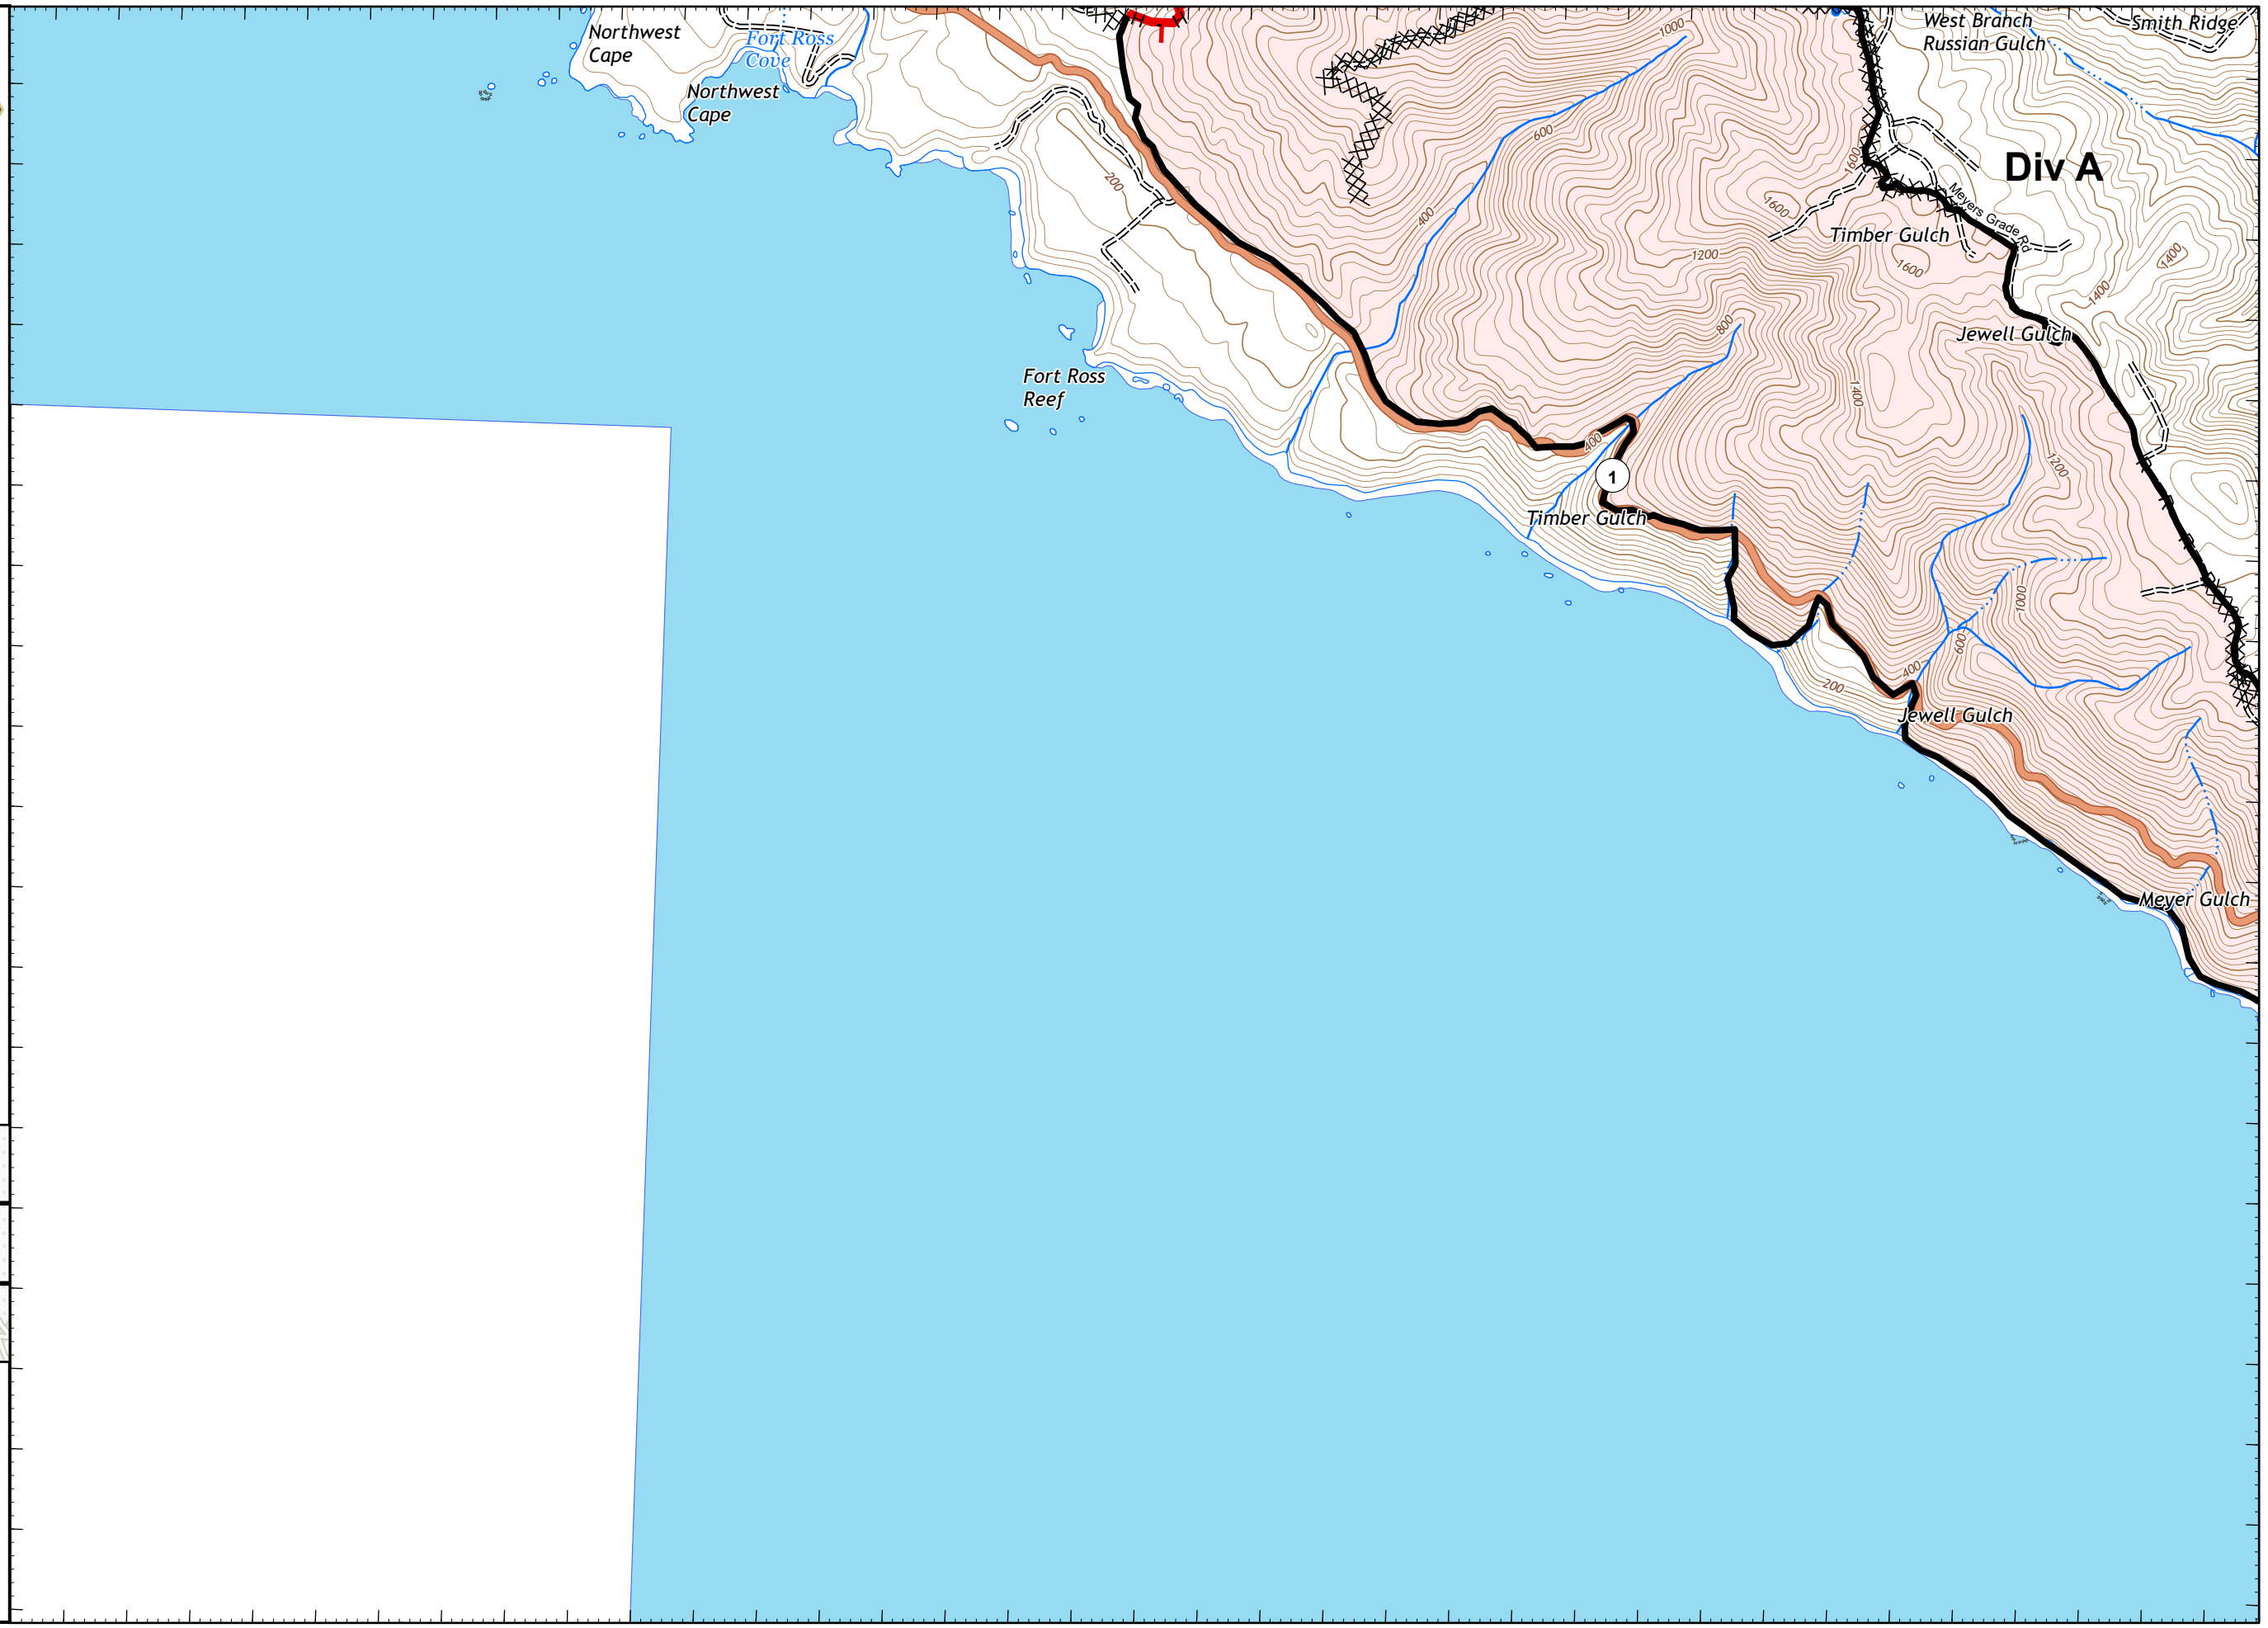 West Branch
Russian Gulch
Smith Ridge
Northwest
Cape
Fort Ross
Cove
Northwest
Cape
1000
600
Div A
1600
200
400
1600
Meyers Grade Rd
Timber Gulch
1200
1600
1400
1400
800
Jewell Gulch
Fort Ross
Reef
1400
400
1200
1
Timber Gulch
1000
600
400
200
Jewell Gulch
Meyer Gulch